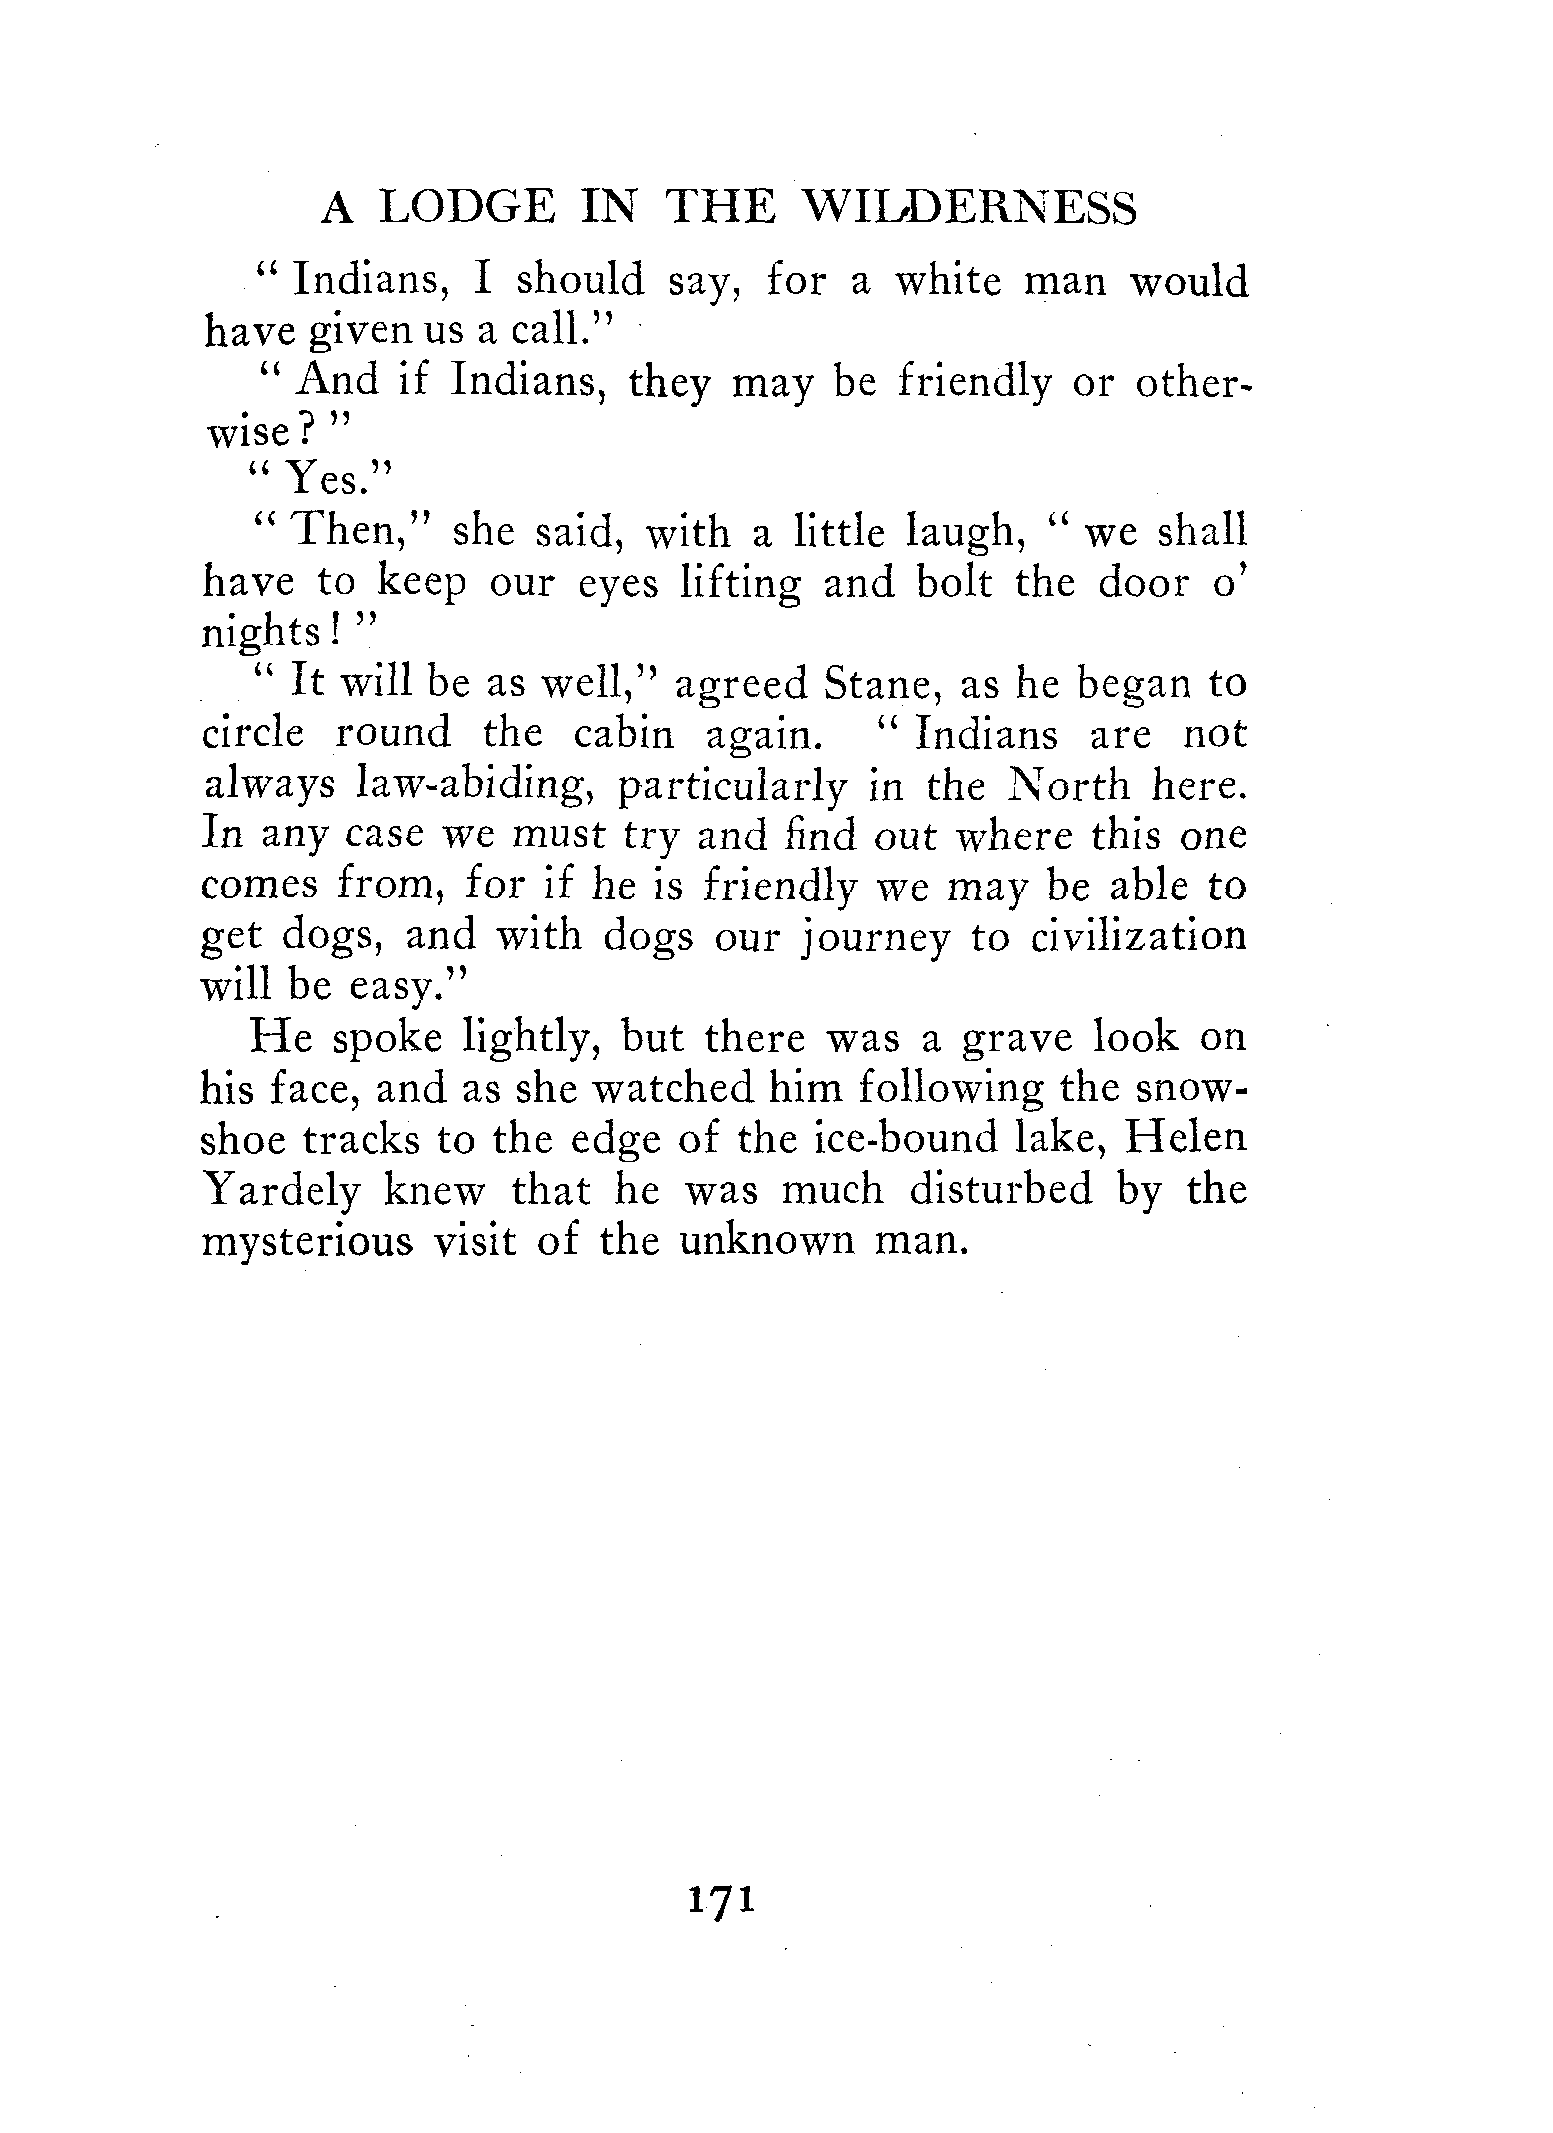 A LODGE IN THE WILDERNESS
“ Indians, I should say, for a white man would
have given us a call.”
“ And if Indians, they may be friendly or other-
wise ? ”
“ Yes.”
“ Then,” she said, with a little laugh, “ we shall
have to keep our eyes lifting and bolt the door o’
nights ! ”
“ It will be as well,” agreed Stane, as he began to
circle round the cabin again. “ Indians are not
always law-abiding, particularly in the North here.
In any case we must try and find out where this one
comes from, for if he is friendly we may be able to
get dogs, and with dogs our journey to civilization
will be easy.”
He spoke lightly, but there was a grave look on
his face, and as she watched him following the snow-
shoe tracks to the edge of the ice-bound lake, Helen
Yardely knew that he was much disturbed by the
mysterious visit of the unknown man.
171